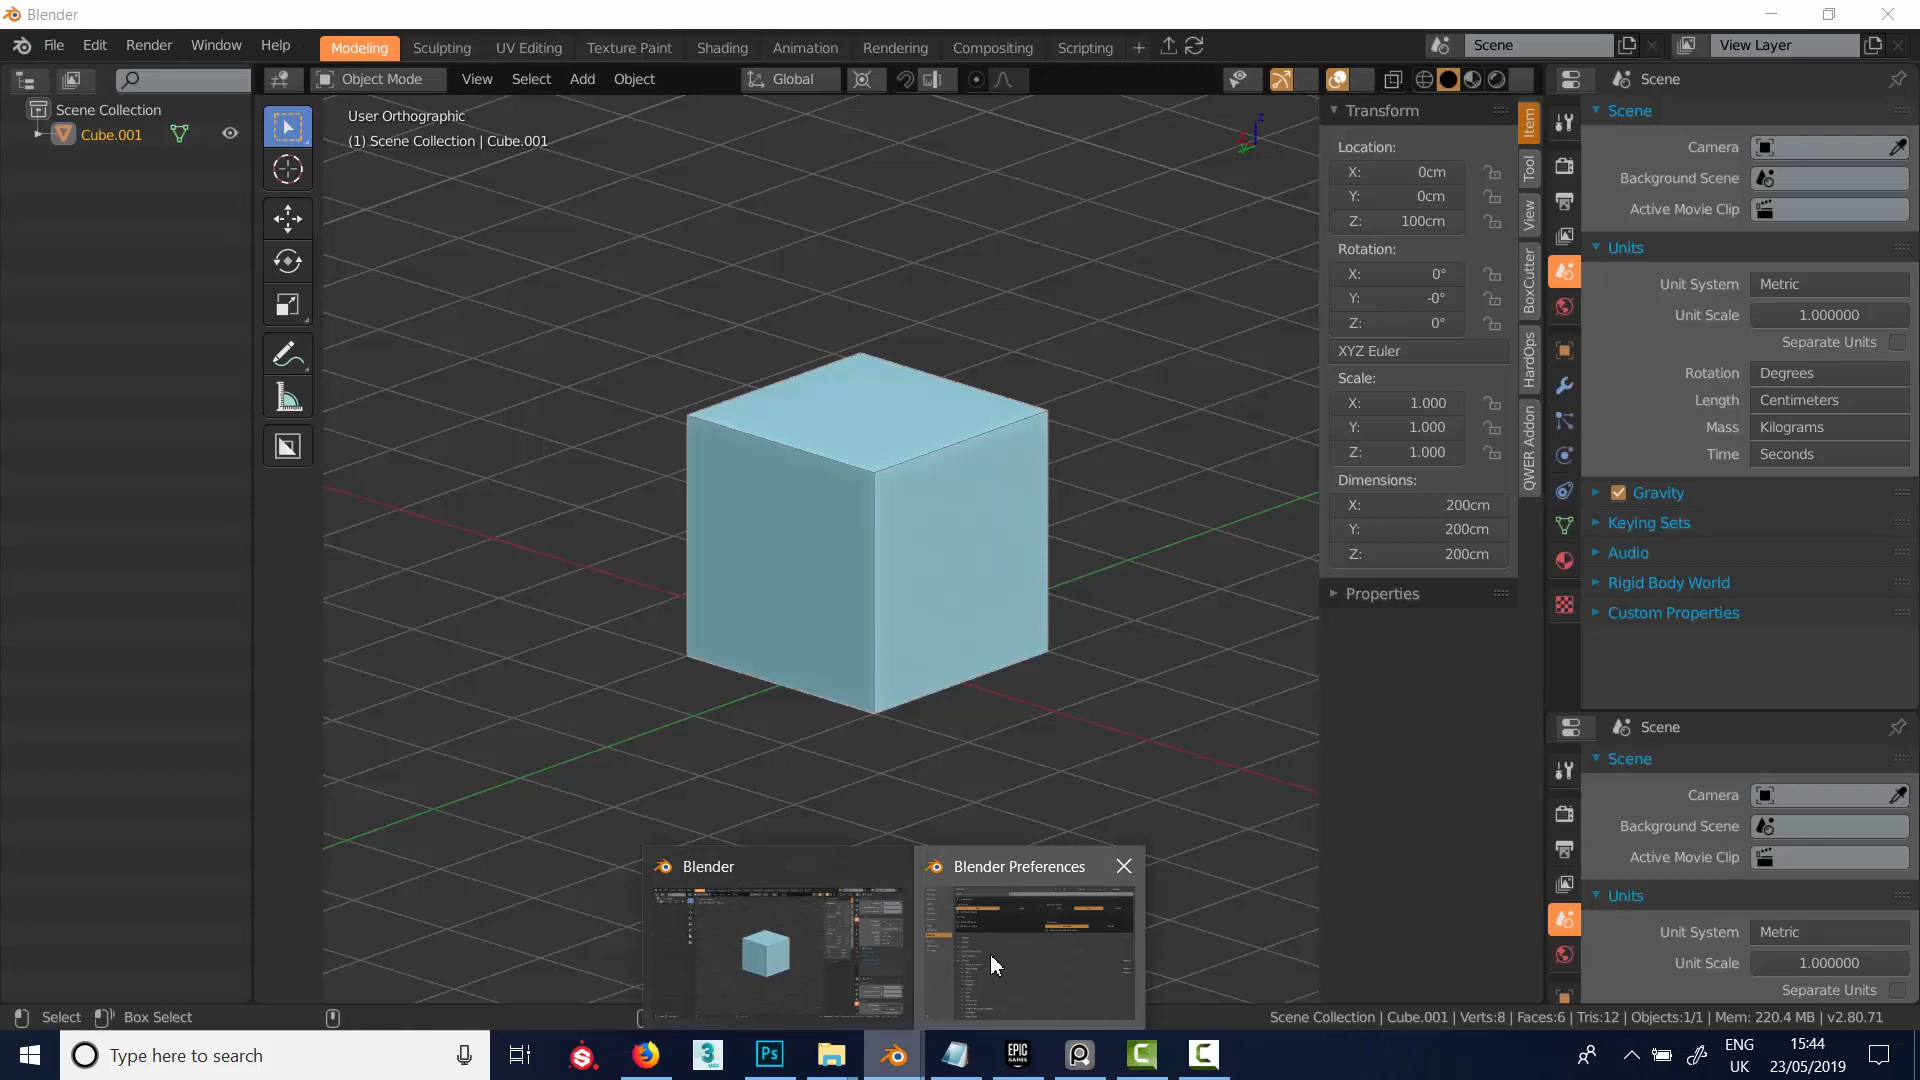 Blender
File Edit Render Window Help
Modeling Sculpting UV Editing Texture Paint Shading Animation Rendering Compositing Scripting +
Scene
View Layer
Object Mode View Select Add Object
Global
Scene
Scene Collection
Cube.001
User Orthographic
(1) Scene Collection | Cube.001
Z
Transform
Location:
X: 0cm
Y: 0cm
Z: 100cm
Rotation:
X: 0°
Y: -0°
Z: 0°
XYZ Euler
Scale:
X: 1.000
Y: 1.000
Z: 1.000
Dimensions:
X: 200cm
Y: 200cm
Z: 200cm
Properties
Item
Tool
View
BoxCutter
HardOps
QWER Addon
Scene
Camera
Background Scene
Active Movie Clip
Units
Unit System Metric
Unit Scale 1.000000
Separate Units
Rotation Degrees
Length Centimeters
Mass Kilograms
Time Seconds
Gravity
Keying Sets
Audio
Rigid Body World
Custom Properties
Scene
Scene
Camera
Background Scene
Active Movie Clip
Units
Unit System Metric
Unit Scale 1.000000
Separate Units
Blender
Blender Preferences
Select Box Select
Scene Collection | Cube.001 | Verts:8 | Faces:6 | Tris:12 | Objects:1/1 | Mem: 220.4 MB | v2.80.71
Type here to search
3
MAX
Ps
EPIC
GAMES
ENG
UK
15:44
23/05/2019